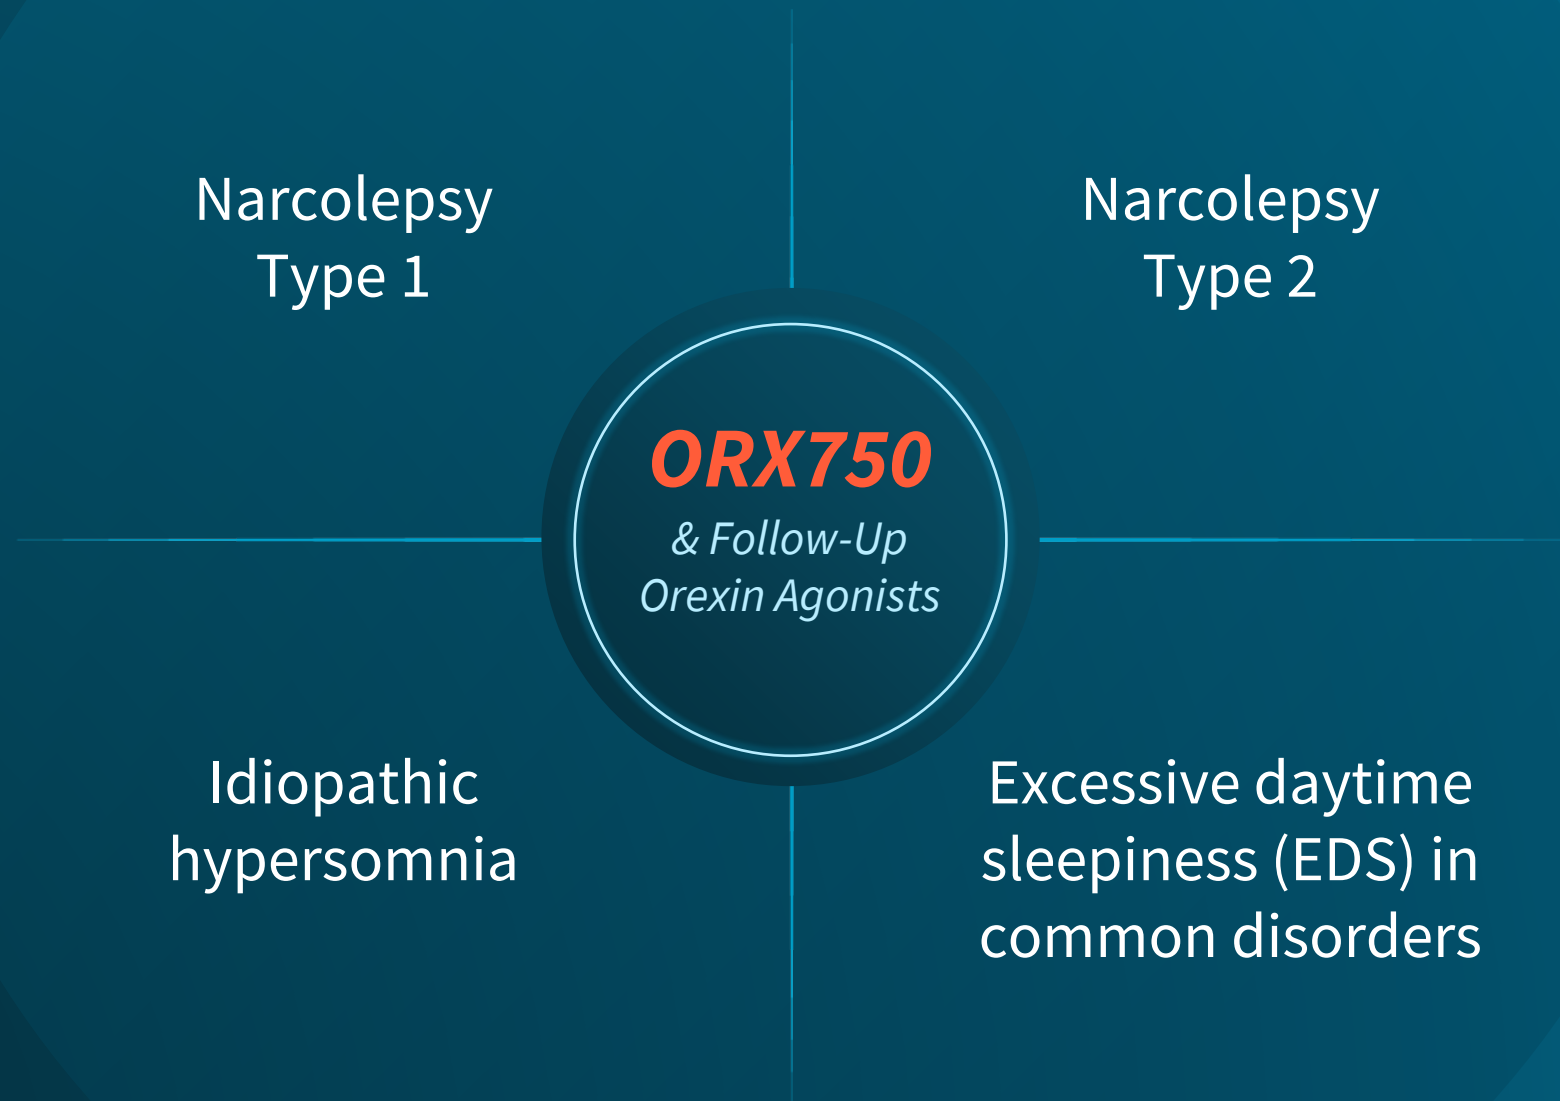 Narcolepsy
Type 1
Narcolepsy
Type 2
ORX750
& Follow-Up
Orexin Agonists
Idiopathic
hypersomnia
Excessive daytime
sleepiness (EDS) in
common disorders